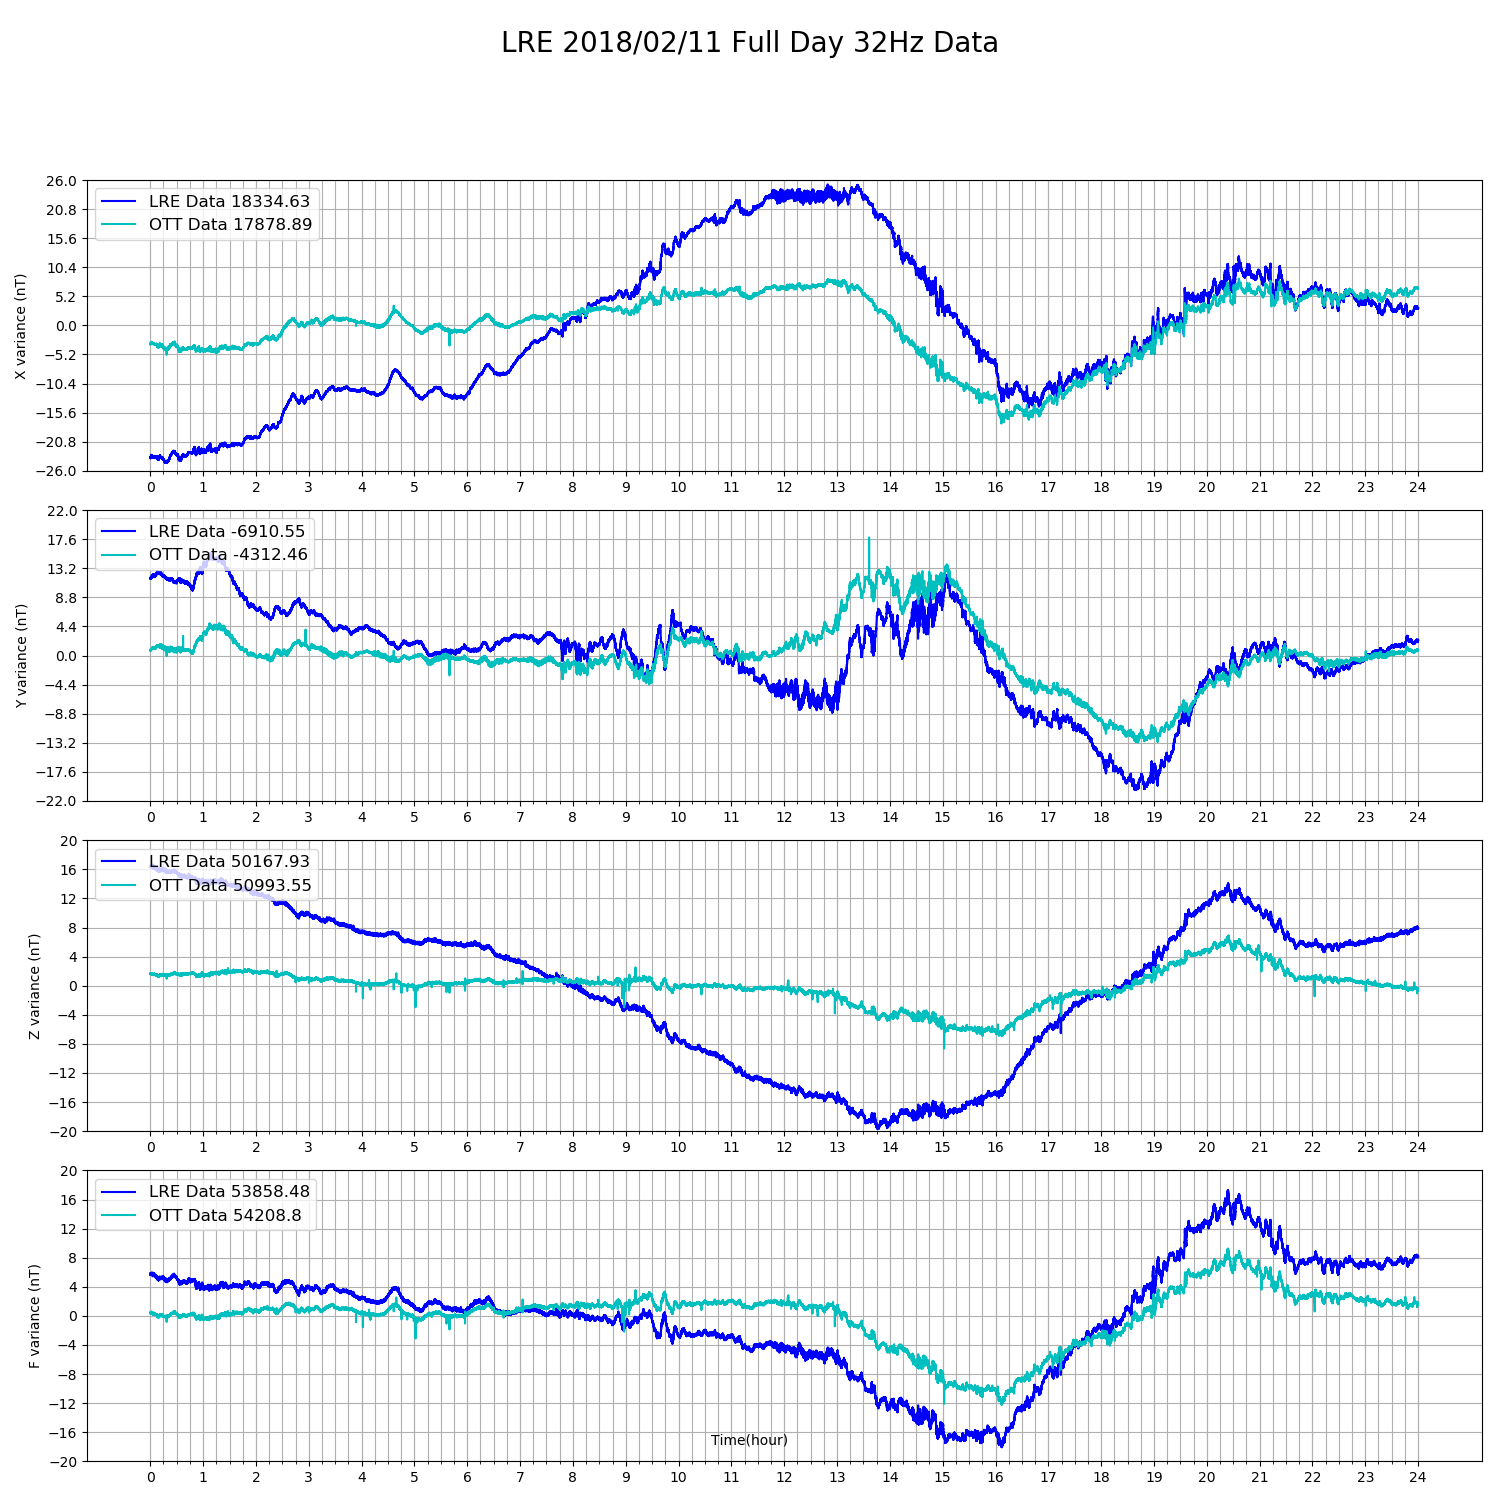 LRE 2018/02/11 Full Day 32Hz Data
26.0
20.8
15.6
10.4
5.2
0.0
−5.2
−10.4
−15.6
−20.8
−26.0
X variance (nT)
LRE Data 18334.63
OTT Data 17878.89
0 1 2 3 4 5 6 7 8 9 10 11 12 13 14 15 16 17 18 19 20 21 22 23 24
22.0
17.6
13.2
8.8
4.4
0.0
−4.4
−8.8
−13.2
−17.6
−22.0
Y variance (nT)
LRE Data -6910.55
OTT Data -4312.46
0 1 2 3 4 5 6 7 8 9 10 11 12 13 14 15 16 17 18 19 20 21 22 23 24
20
16
12
8
4
0
−4
−8
−12
−16
−20
Z variance (nT)
LRE Data 50167.93
OTT Data 50993.55
0 1 2 3 4 5 6 7 8 9 10 11 12 13 14 15 16 17 18 19 20 21 22 23 24
20
16
12
8
4
0
−4
−8
−12
−16
−20
F variance (nT)
LRE Data 53858.48
OTT Data 54208.8
Time(hour)
0 1 2 3 4 5 6 7 8 9 10 11 12 13 14 15 16 17 18 19 20 21 22 23 24